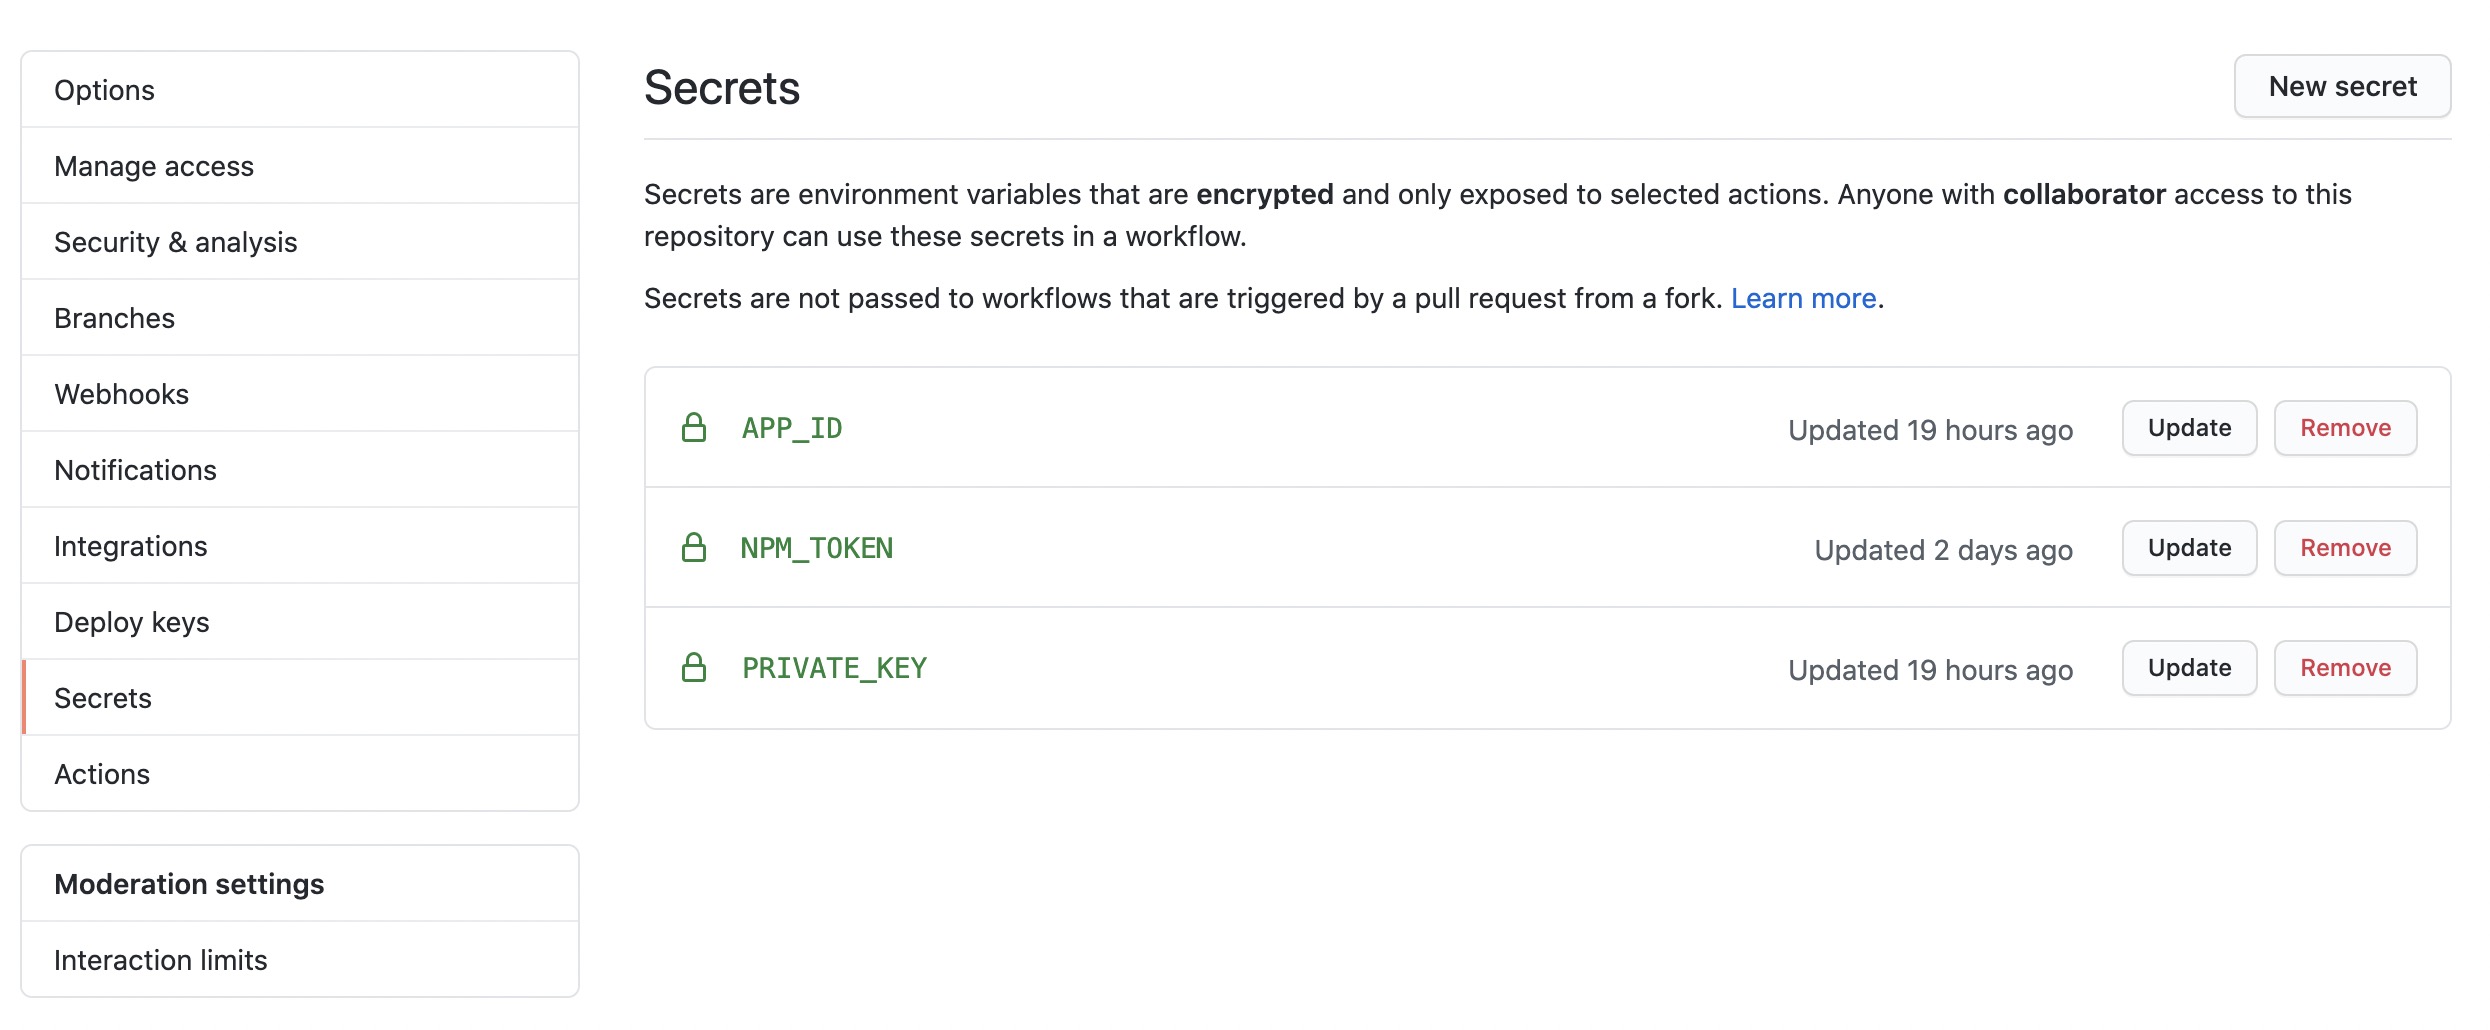 Options
Manage access
Security & analysis
Branches
Webhooks
Notifications
Integrations
Deploy keys
Secrets
Actions
Moderation settings
Interaction limits
Secrets
New secret
Secrets are environment variables that are encrypted and only exposed to selected actions. Anyone with collaborator access to this
repository can use these secrets in a workflow.
Secrets are not passed to workflows that are triggered by a pull request from a fork. Learn more.
APP_ID Updated 19 hours ago Update Remove
NPM_TOKEN Updated 2 days ago Update Remove
PRIVATE_KEY Updated 19 hours ago Update Remove